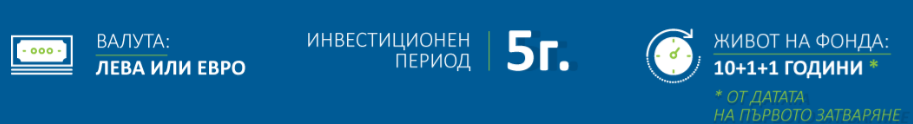 ВАЛУТА:
ЛЕВА ИЛИ ЕВРО
ИНВЕСТИЦИОНЕН
ПЕРИОД
5г.
ЖИВОТ НА ФОНДА:
10+1+1 ГОДИНИ *
* ОТ ДАТАТА
НА ПЪРВОТО ЗАТВАРЯНЕ